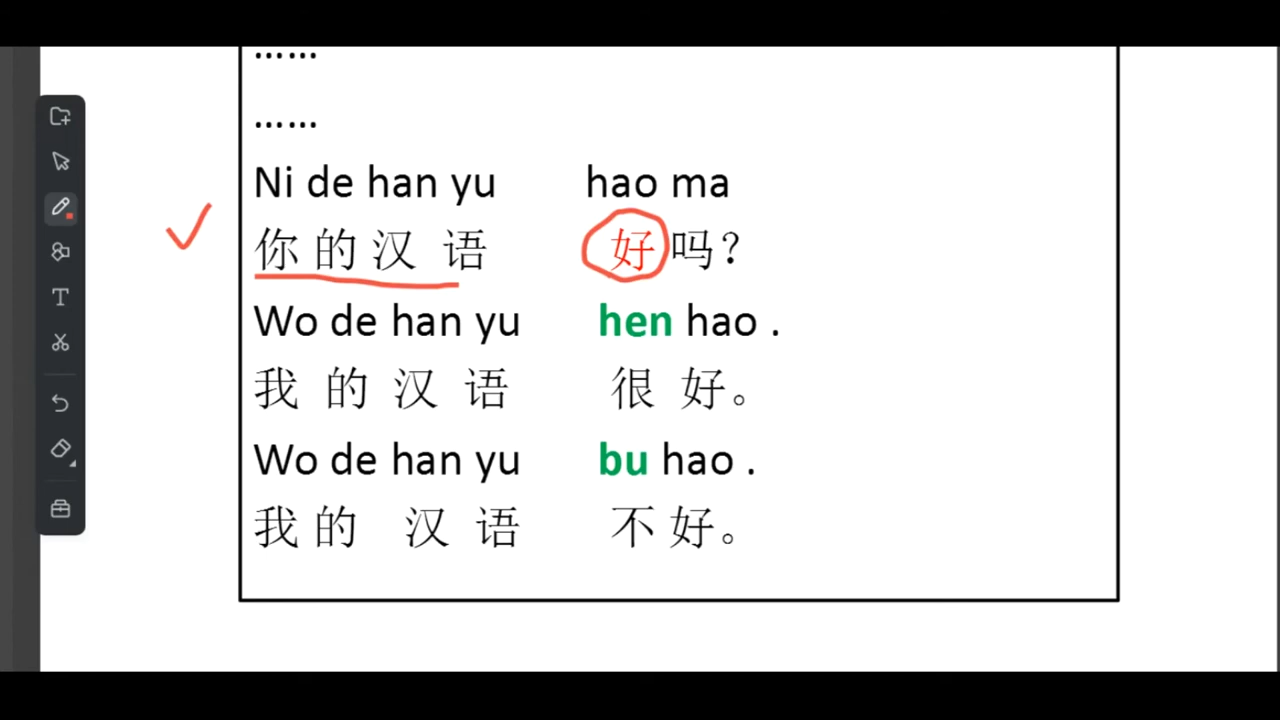 ……
……
Ni de han yu hao ma
你的汉语 好吗？
Wo de han yu hen hao .
我的汉语 很好。
Wo de han yu bu hao .
我的汉语 不好。
T